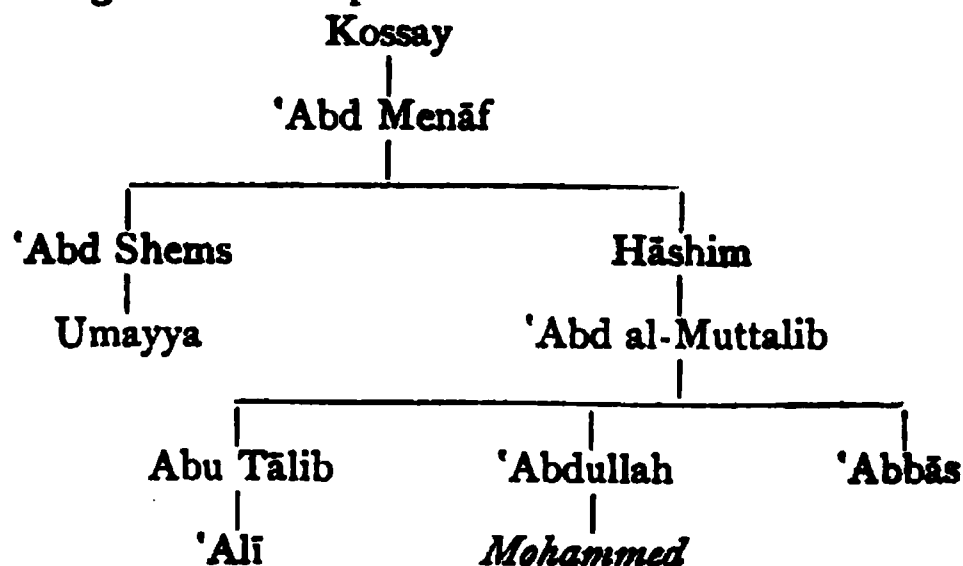 Kossay
‘Abd Menāf
‘Abd Shems Hāshim
Umayya ‘Abd al-Muttalib
Abu Tālib ‘Abdullah ‘Abbās
‘Alī Mohammed